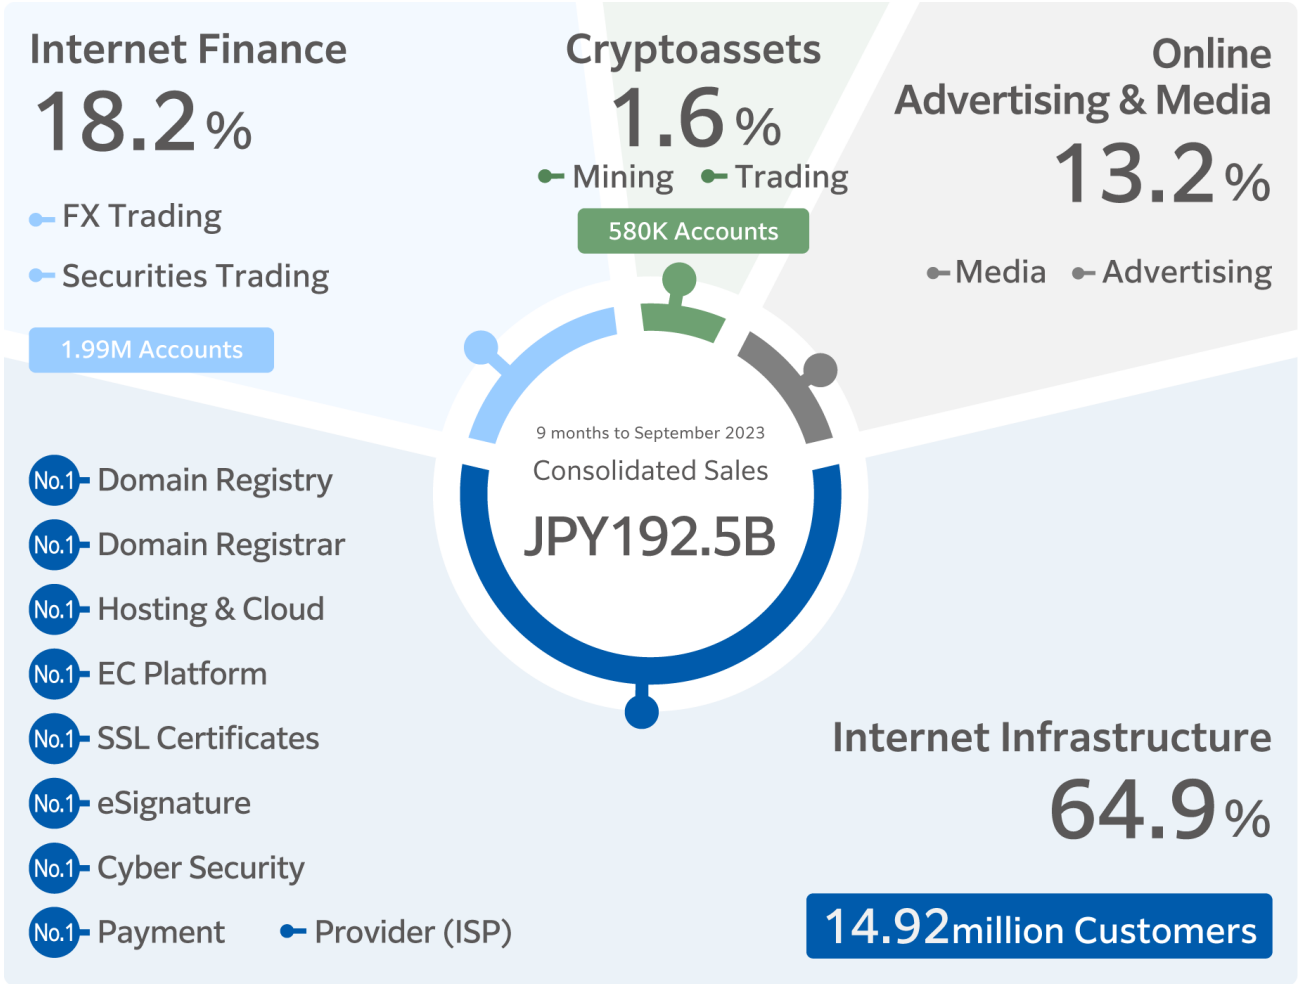 Internet Finance
18.2%
FX Trading
Securities Trading
1.99M Accounts
Cryptoassets
1.6%
Mining Trading
580K Accounts
Online
Advertising & Media
13.2%
Media Advertising
9 months to September 2023
Consolidated Sales
JPY192.5B
No.1 Domain Registry
No.1 Domain Registrar
No.1 Hosting & Cloud
No.1 EC Platform
No.1 SSL Certificates
No.1 eSignature
No.1 Cyber Security
No.1 Payment Provider (ISP)
Internet Infrastructure
64.9%
14.92million Customers